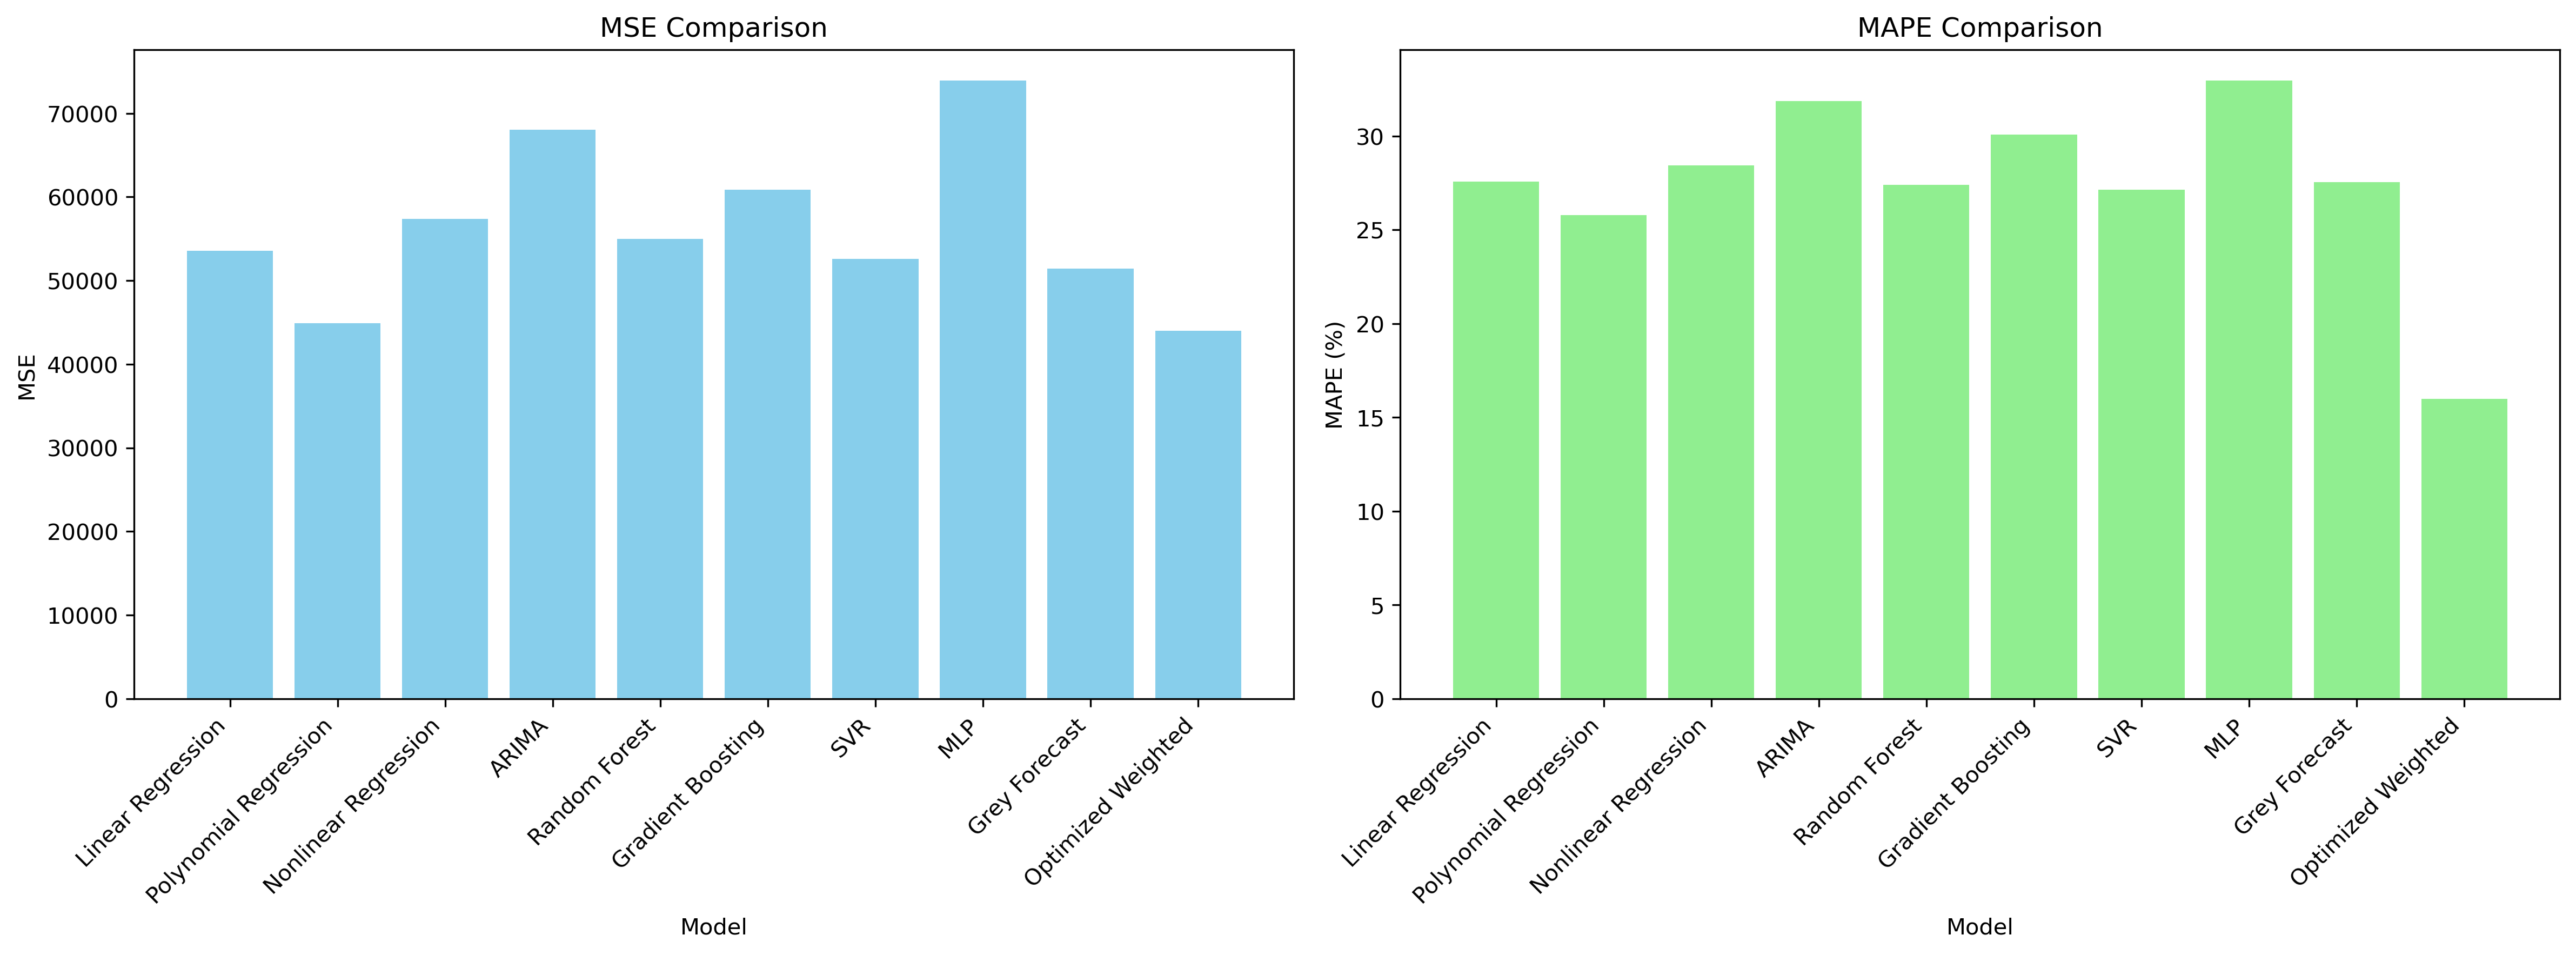 MSE Comparison
MSE
70000
60000
50000
40000
30000
20000
10000
0
Linear Regression
Polynomial Regression
Nonlinear Regression
ARIMA
Random Forest
Gradient Boosting
SVR
MLP
Grey Forecast
Optimized Weighted
Model
MAPE Comparison
MAPE (%)
30
25
20
15
10
5
0
Linear Regression
Polynomial Regression
Nonlinear Regression
ARIMA
Random Forest
Gradient Boosting
SVR
MLP
Grey Forecast
Optimized Weighted
Model